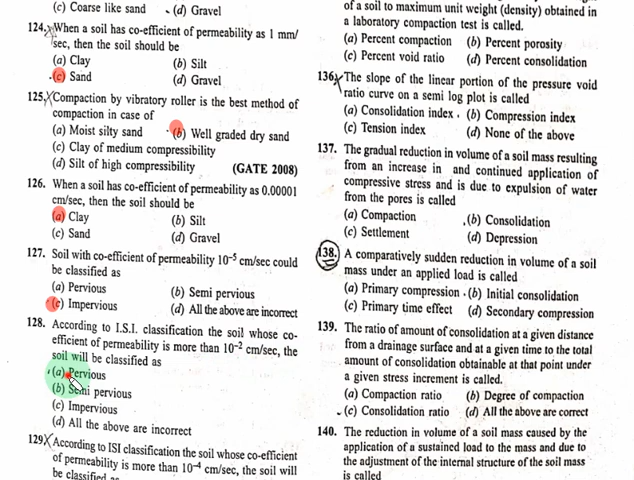 (c) Coarse like sand (d) Gravel
124. When a soil has co-efficient of permeability as 1 mm/
sec, then the soil should be
(a) Clay (b) Silt
(c) Sand (d) Gravel
125. Compaction by vibratory roller is the best method of
compaction in case of
(a) Moist silty sand (b) Well graded dry sand
(c) Clay of medium compressibility
(d) Silt of high compressibility (GATE 2008)
126. When a soil has co-efficient of permeability as 0.00001
cm/sec, then the soil should be
(a) Clay (b) Silt
(c) Sand (d) Gravel
127. Soil with co-efficient of permeability 10⁻⁵ cm/sec could
be classified as
(a) Pervious (b) Semi pervious
(c) Impervious (d) All the above are incorrect
128. According to I.S.I. classification the soil whose co-
efficient of permeability is more than 10⁻² cm/sec, the
soil will be classified as
(a) Pervious
(b) Semi pervious
(c) Impervious
(d) All the above are incorrect
129. According to ISI classification the soil whose co-efficient
of permeability is more than 10⁻⁴ cm/sec, the soil will
be classified as
of a soil to maximum unit weight (density) obtained in
a laboratory compaction test is called.
(a) Percent compaction (b) Percent porosity
(c) Percent void ratio (d) Percent consolidation
136. The slope of the linear portion of the pressure void
ratio curve on a semi log plot is called
(a) Consolidation index (b) Compression index
(c) Tension index (d) None of the above
137. The gradual reduction in volume of a soil mass resulting
from an increase in and continued application of
compressive stress and is due to expulsion of water
from the pores is called
(a) Compaction (b) Consolidation
(c) Settlement (d) Depression
138. A comparatively sudden reduction in volume of a soil
mass under an applied load is called
(a) Primary compression (b) Initial consolidation
(c) Primary time effect (d) Secondary compression
139. The ratio of amount of consolidation at a given distance
from a drainage surface and at a given time to the total
amount of consolidation obtainable at that point under
a given stress increment is called.
(a) Compaction ratio (b) Degree of compaction
(c) Consolidation ratio (d) All the above are correct
140. The reduction in volume of a soil mass caused by the
application of a sustained load to the mass and due to
the adjustment of the internal structure of the soil mass
is called